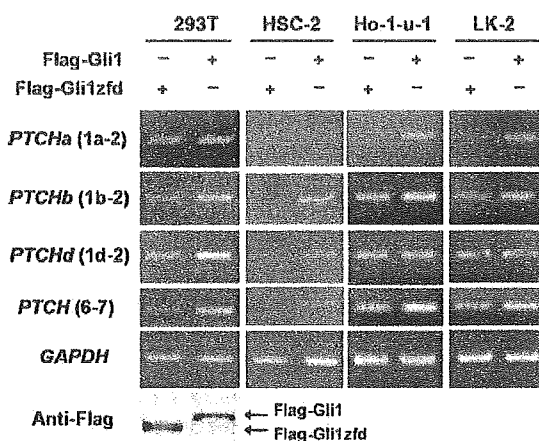 293T HSC-2 Ho-1-u-1 LK-2
Flag-Gli1 - + - + - + - +
Flag-Gli1zfd + - + - + - + -
PTCHa (1a-2)
PTCHb (1b-2)
PTCHd (1d-2)
PTCH (6-7)
GAPDH
Anti-Flag
← Flag-Gli1
→ Flag-Gli1zfd